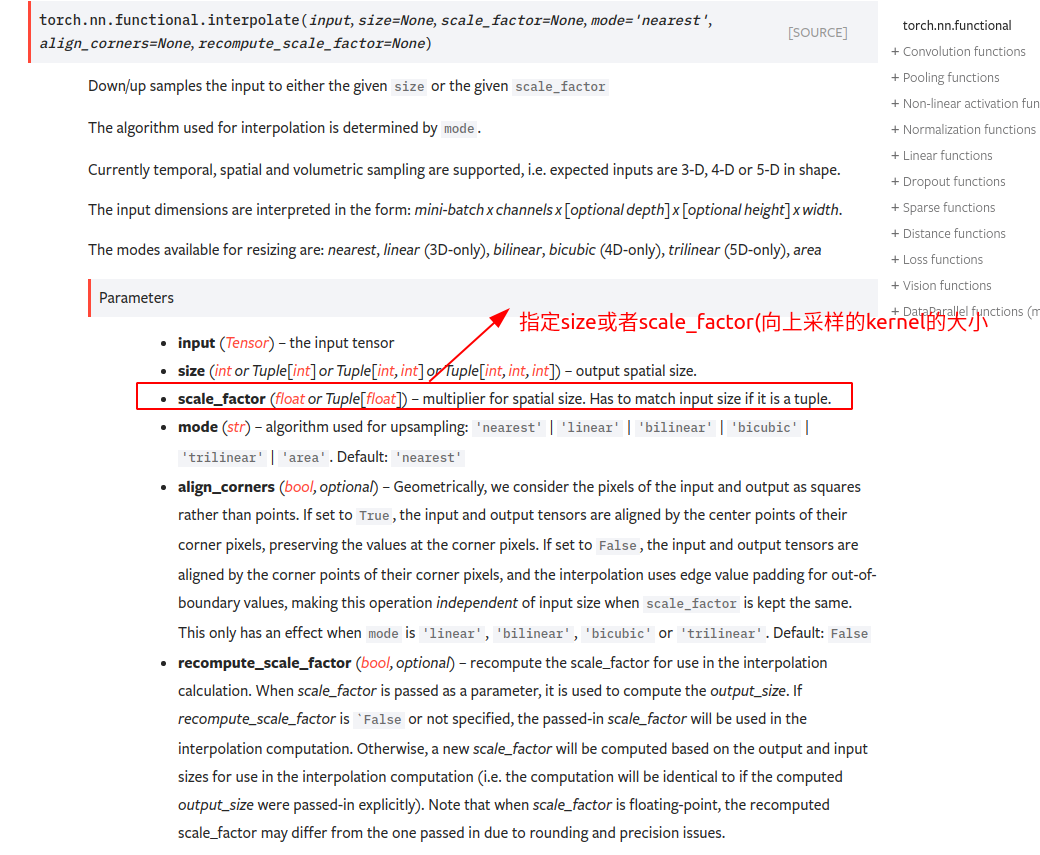 torch.nn.functional.interpolate(input, size=None, scale_factor=None, mode='nearest',
align_corners=None, recompute_scale_factor=None)
[SOURCE]
Down/up samples the input to either the given size or the given scale_factor
The algorithm used for interpolation is determined by mode.
Currently temporal, spatial and volumetric sampling are supported, i.e. expected inputs are 3-D, 4-D or 5-D in shape.
The input dimensions are interpreted in the form: mini-batch x channels x [optional depth] x [optional height] x width.
The modes available for resizing are: nearest, linear (3D-only), bilinear, bicubic (4D-only), trilinear (5D-only), area
Parameters
指定size或者scale_factor(向上采样的kernel的大小
• input (Tensor) – the input tensor
• size (int or Tuple[int] or Tuple[int, int] or Tuple[int, int, int]) – output spatial size.
• scale_factor (float or Tuple[float]) – multiplier for spatial size. Has to match input size if it is a tuple.
• mode (str) – algorithm used for upsampling: 'nearest' | 'linear' | 'bilinear' | 'bicubic' |
'trilinear' | 'area'. Default: 'nearest'
• align_corners (bool, optional) – Geometrically, we consider the pixels of the input and output as squares
rather than points. If set to True, the input and output tensors are aligned by the center points of their
corner pixels, preserving the values at the corner pixels. If set to False, the input and output tensors are
aligned by the corner points of their corner pixels, and the interpolation uses edge value padding for out-of-
boundary values, making this operation independent of input size when scale_factor is kept the same.
This only has an effect when mode is 'linear', 'bilinear', 'bicubic' or 'trilinear'. Default: False
• recompute_scale_factor (bool, optional) – recompute the scale_factor for use in the interpolation
calculation. When scale_factor is passed as a parameter, it is used to compute the output_size. If
recompute_scale_factor is `False or not specified, the passed-in scale_factor will be used in the
interpolation computation. Otherwise, a new scale_factor will be computed based on the output and input
sizes for use in the interpolation computation (i.e. the computation will be identical to if the computed
output_size were passed-in explicitly). Note that when scale_factor is floating-point, the recomputed
scale_factor may differ from the one passed in due to rounding and precision issues.
torch.nn.functional
+ Convolution functions
+ Pooling functions
+ Non-linear activation fun
+ Normalization functions
+ Linear functions
+ Dropout functions
+ Sparse functions
+ Distance functions
+ Loss functions
+ Vision functions
+ DataParallel functions (m